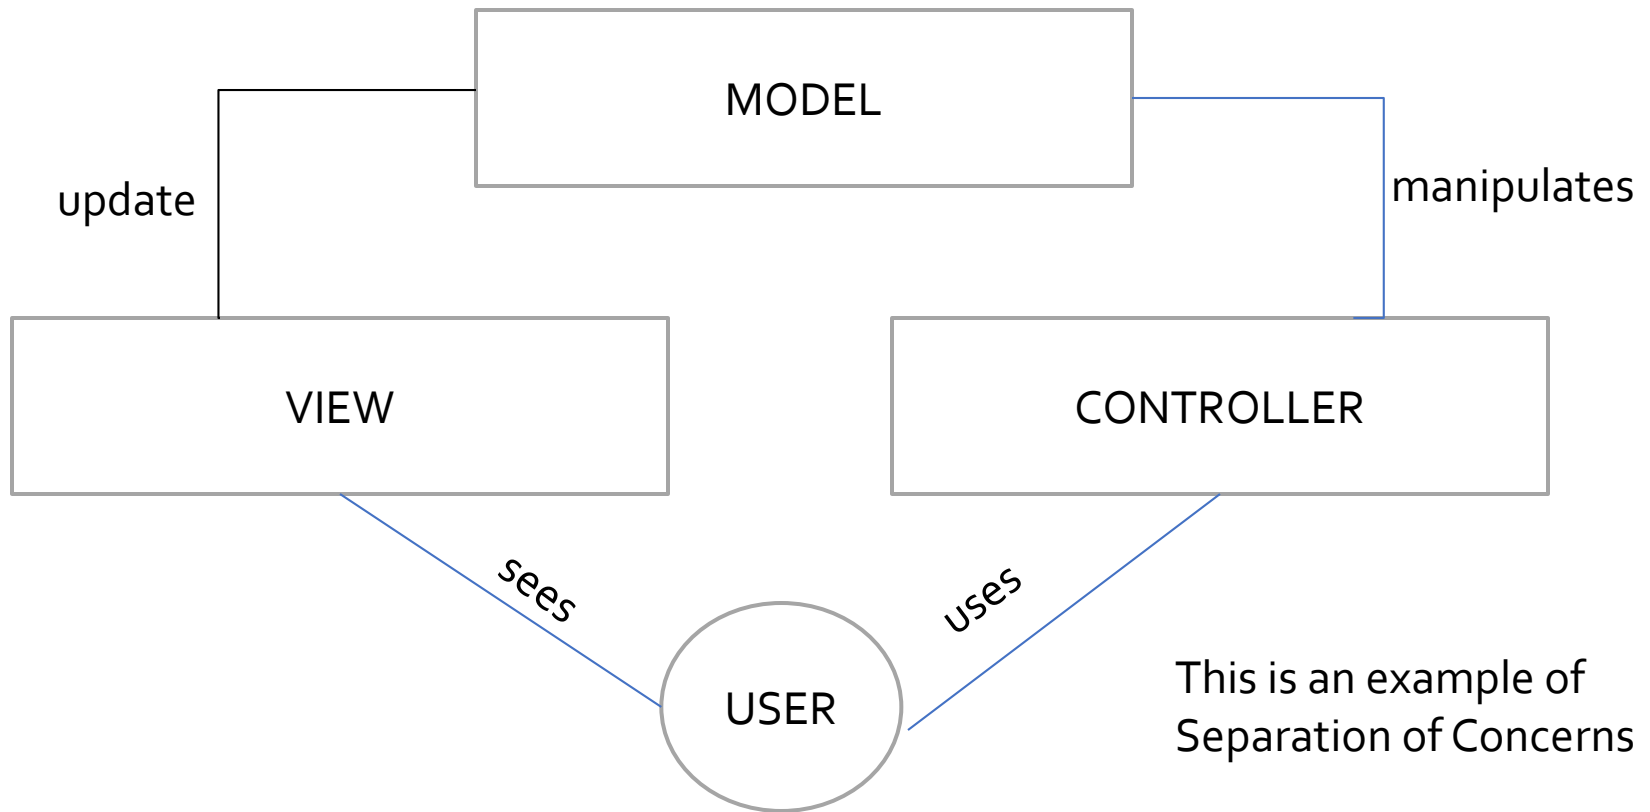 MODEL
update
manipulates
VIEW
CONTROLLER
sees
uses
USER
This is an example of
Separation of Concerns